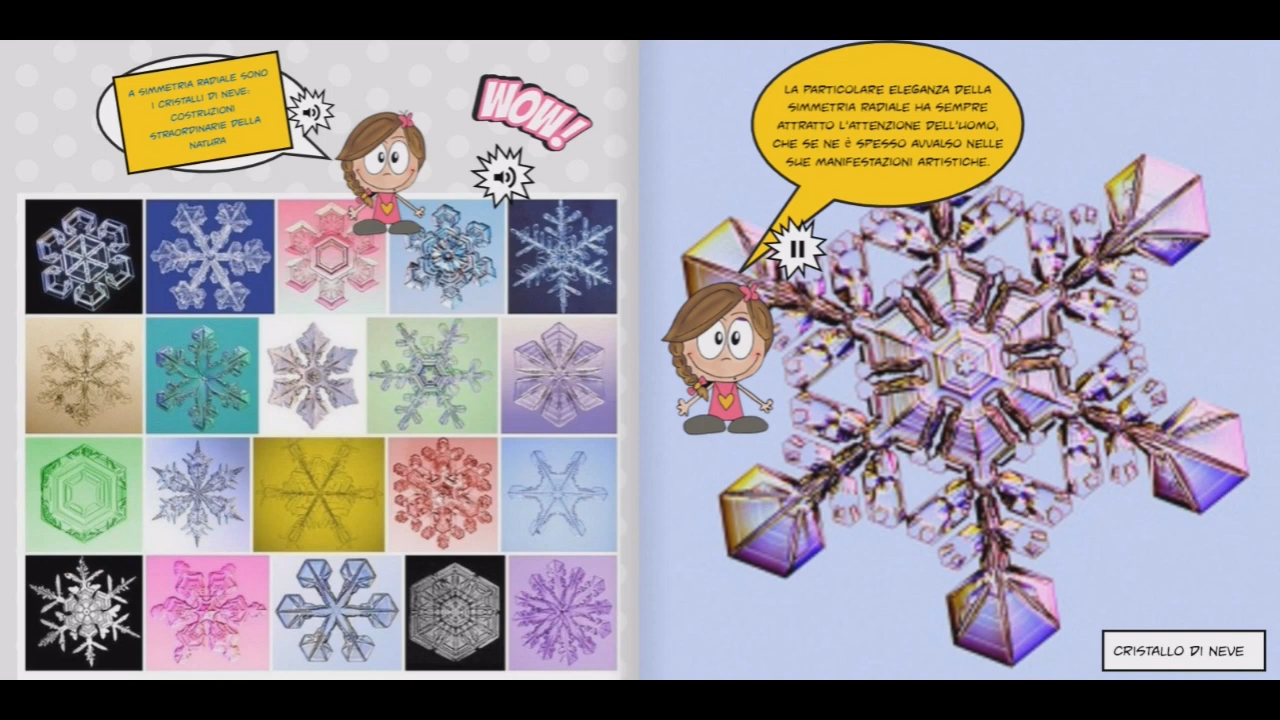 A SIMMETRIA RADIALE SONO
I CRISTALLI DI NEVE:
COSTRUZIONI
STRAORDINARIE DELLA
NATURA
WOW!
LA PARTICOLARE ELEGANZA DELLA
SIMMETRIA RADIALE HA SEMPRE
ATTRATTO L'ATTENZIONE DELL'UOMO,
CHE SE NE È SPESSO AVVALSO NELLE
SUE MANIFESTAZIONI ARTISTICHE.
CRISTALLO DI NEVE